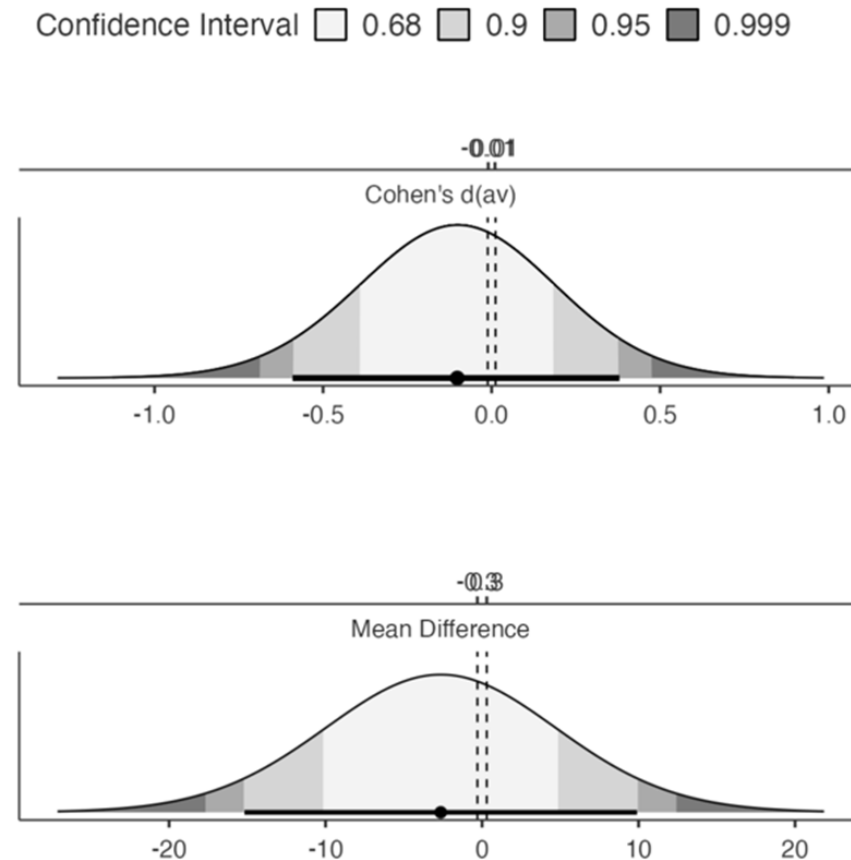 Confidence Interval 0.68 0.9 0.95 0.999
Cohen's d(av)
-1.0 -0.5 0.0 0.5 1.0
Mean Difference
-20 -10 0 10 20